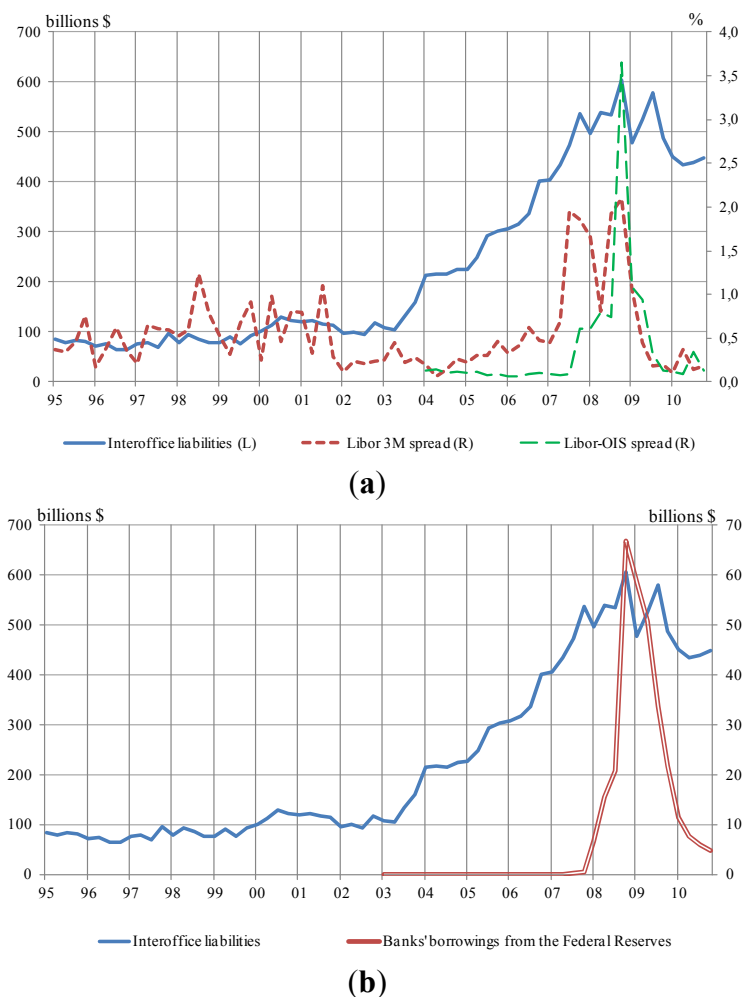 billions $ %
700 4,0
600 3,5
500 3,0
400 2,5
300 2,0
200 1,5
100 1,0
0 0,5
0,0
95 96 97 98 99 00 01 02 03 04 05 06 07 08 09 10
Interoffice liabilities (L) Libor 3M spread (R) Libor-OIS spread (R)
(a)
billions $ billions $
700 70
600 60
500 50
400 40
300 30
200 20
100 10
0 0
95 96 97 98 99 00 01 02 03 04 05 06 07 08 09 10
Interoffice liabilities Banks' borrowings from the Federal Reserves
(b)